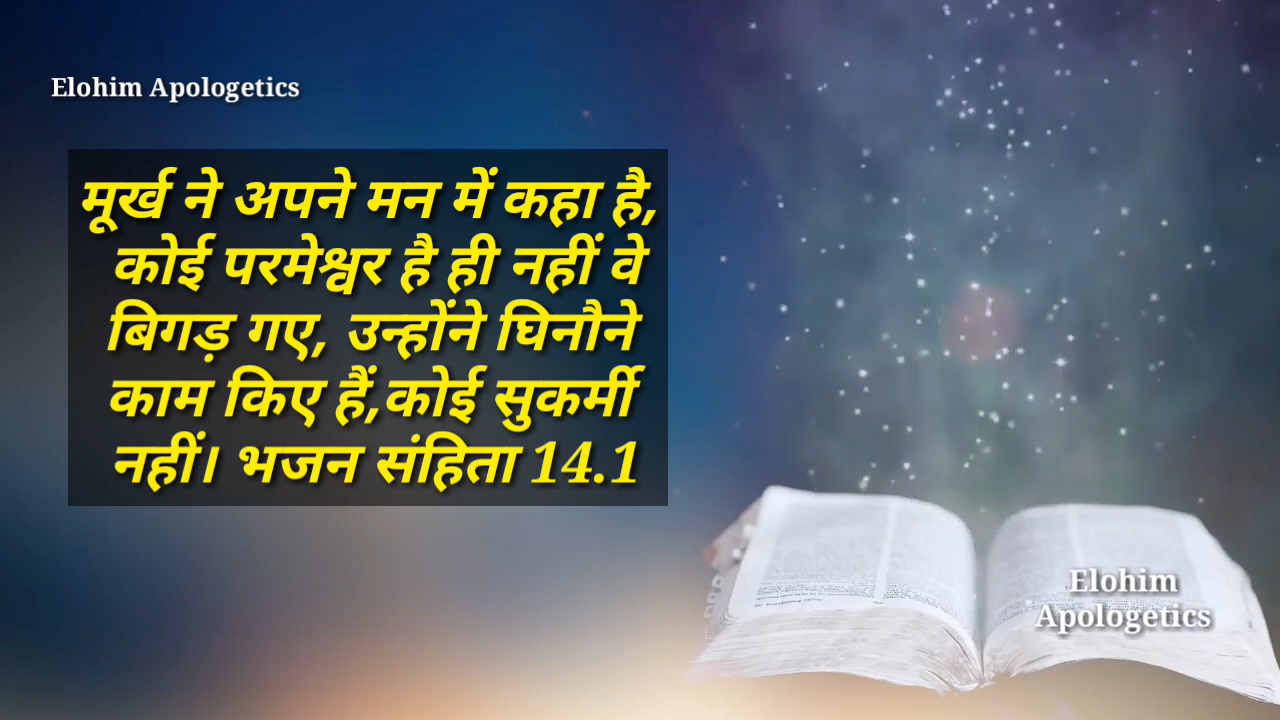 Elohim Apologetics
मूर्ख ने अपने मन में कहा है,
कोई परमेश्वर है ही नहीं वे
बिगड़ गए, उन्होंने घिनौने
काम किए हैं,कोई सुकर्मी
नहीं। भजन संहिता 14.1
Elohim
Apologetics